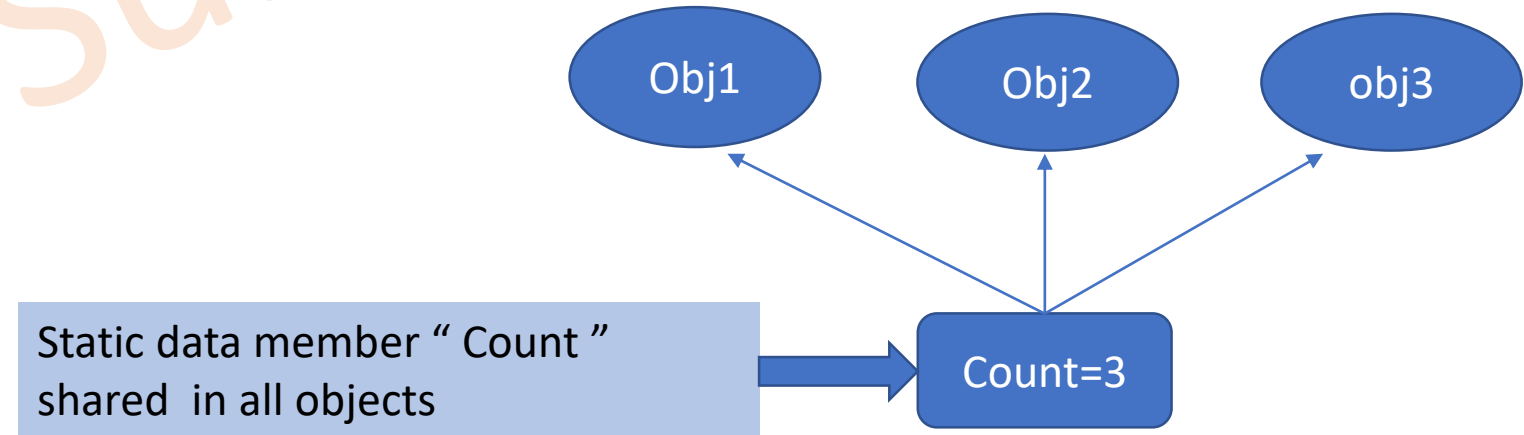 Obj1
Obj2
obj3
Static data member “ Count ”
shared in all objects
Count=3